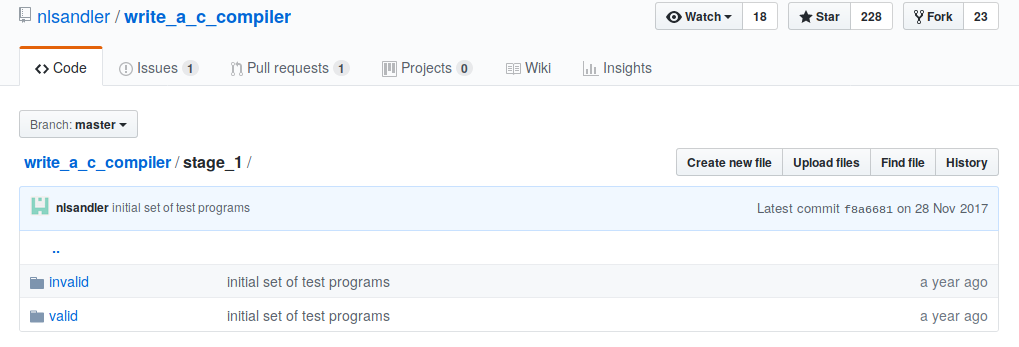 nlsandler / write_a_c_compiler Watch 18 Star 228 Fork 23
Code Issues 1 Pull requests 1 Projects 0 Wiki Insights
Branch: master
write_a_c_compiler / stage_1 / Create new file Upload files Find file History
nlsandler initial set of test programs Latest commit f8a6681 on 28 Nov 2017
..
invalid initial set of test programs a year ago
valid initial set of test programs a year ago